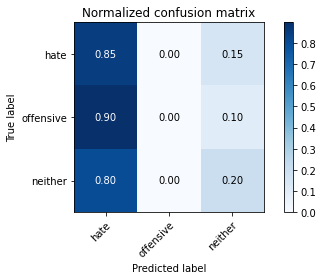 Normalized confusion matrix
True label
hate
offensive
neither
0.85 0.00 0.15
0.90 0.00 0.10
0.80 0.00 0.20
hate
offensive
neither
Predicted label
0.8
0.7
0.6
0.5
0.4
0.3
0.2
0.1
0.0